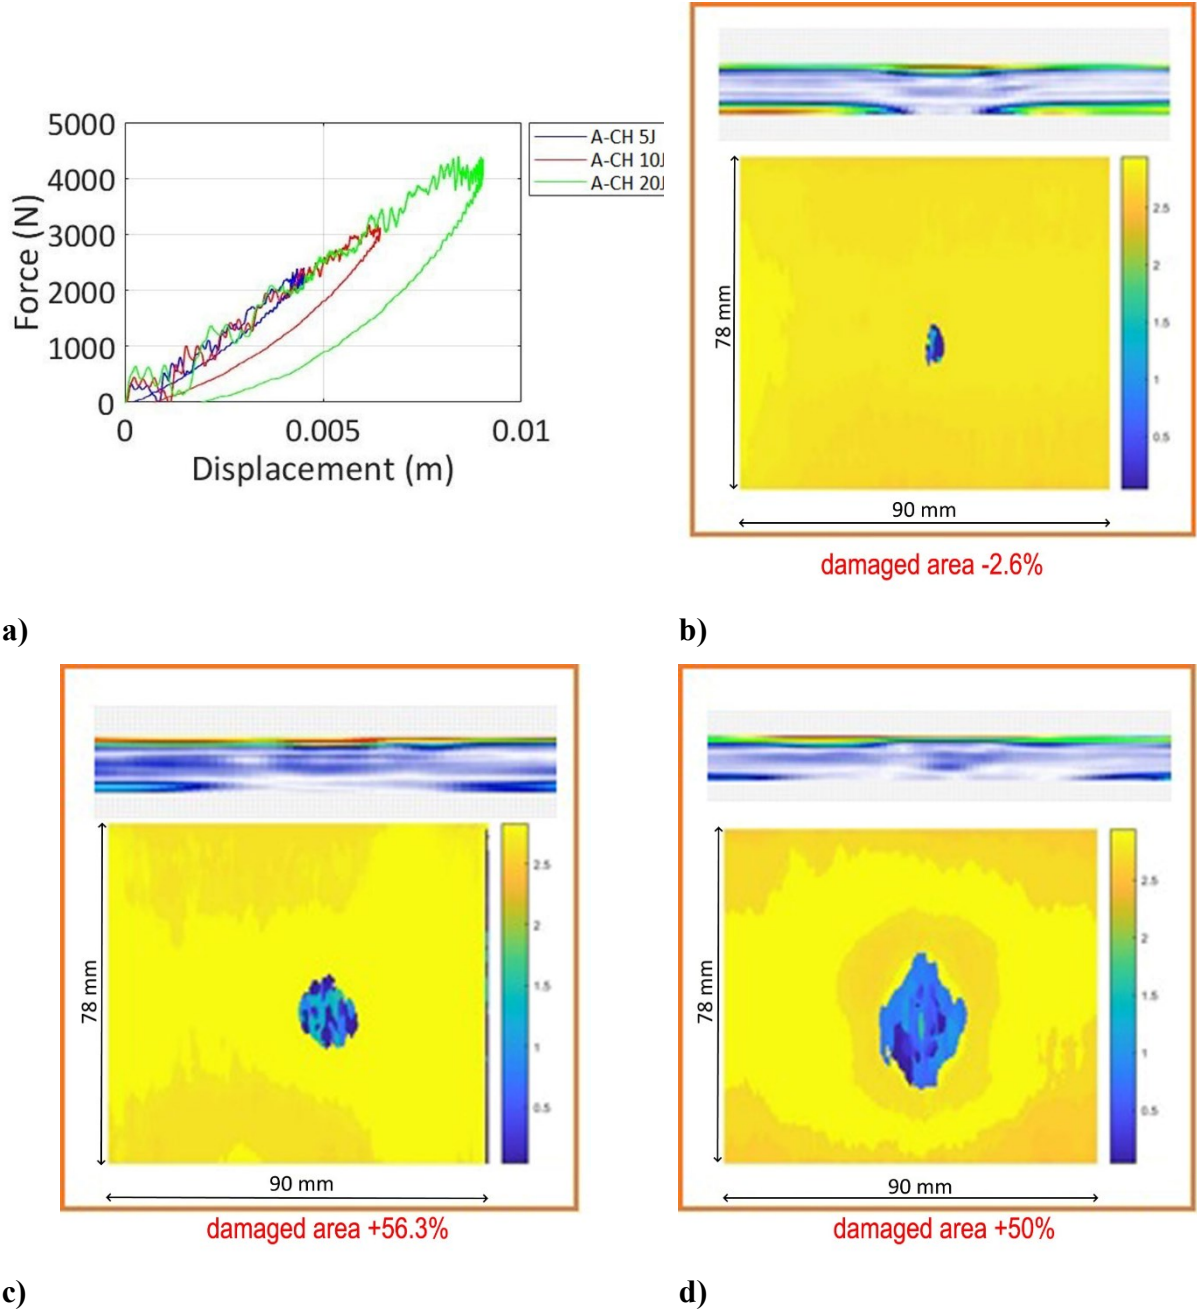 5000
4000
3000
2000
1000
0
0
0.005
0.01
Force (N)
Displacement (m)
A-CH 5J
A-CH 10J
A-CH 20J
78 mm
90 mm
2.5
2
1.5
1
0.5
damaged area -2.6%
a)
b)
78 mm
90 mm
2.5
2
1.5
1
0.5
damaged area +56.3%
78 mm
90 mm
2.5
2
1.5
1
0.5
damaged area +50%
c)
d)